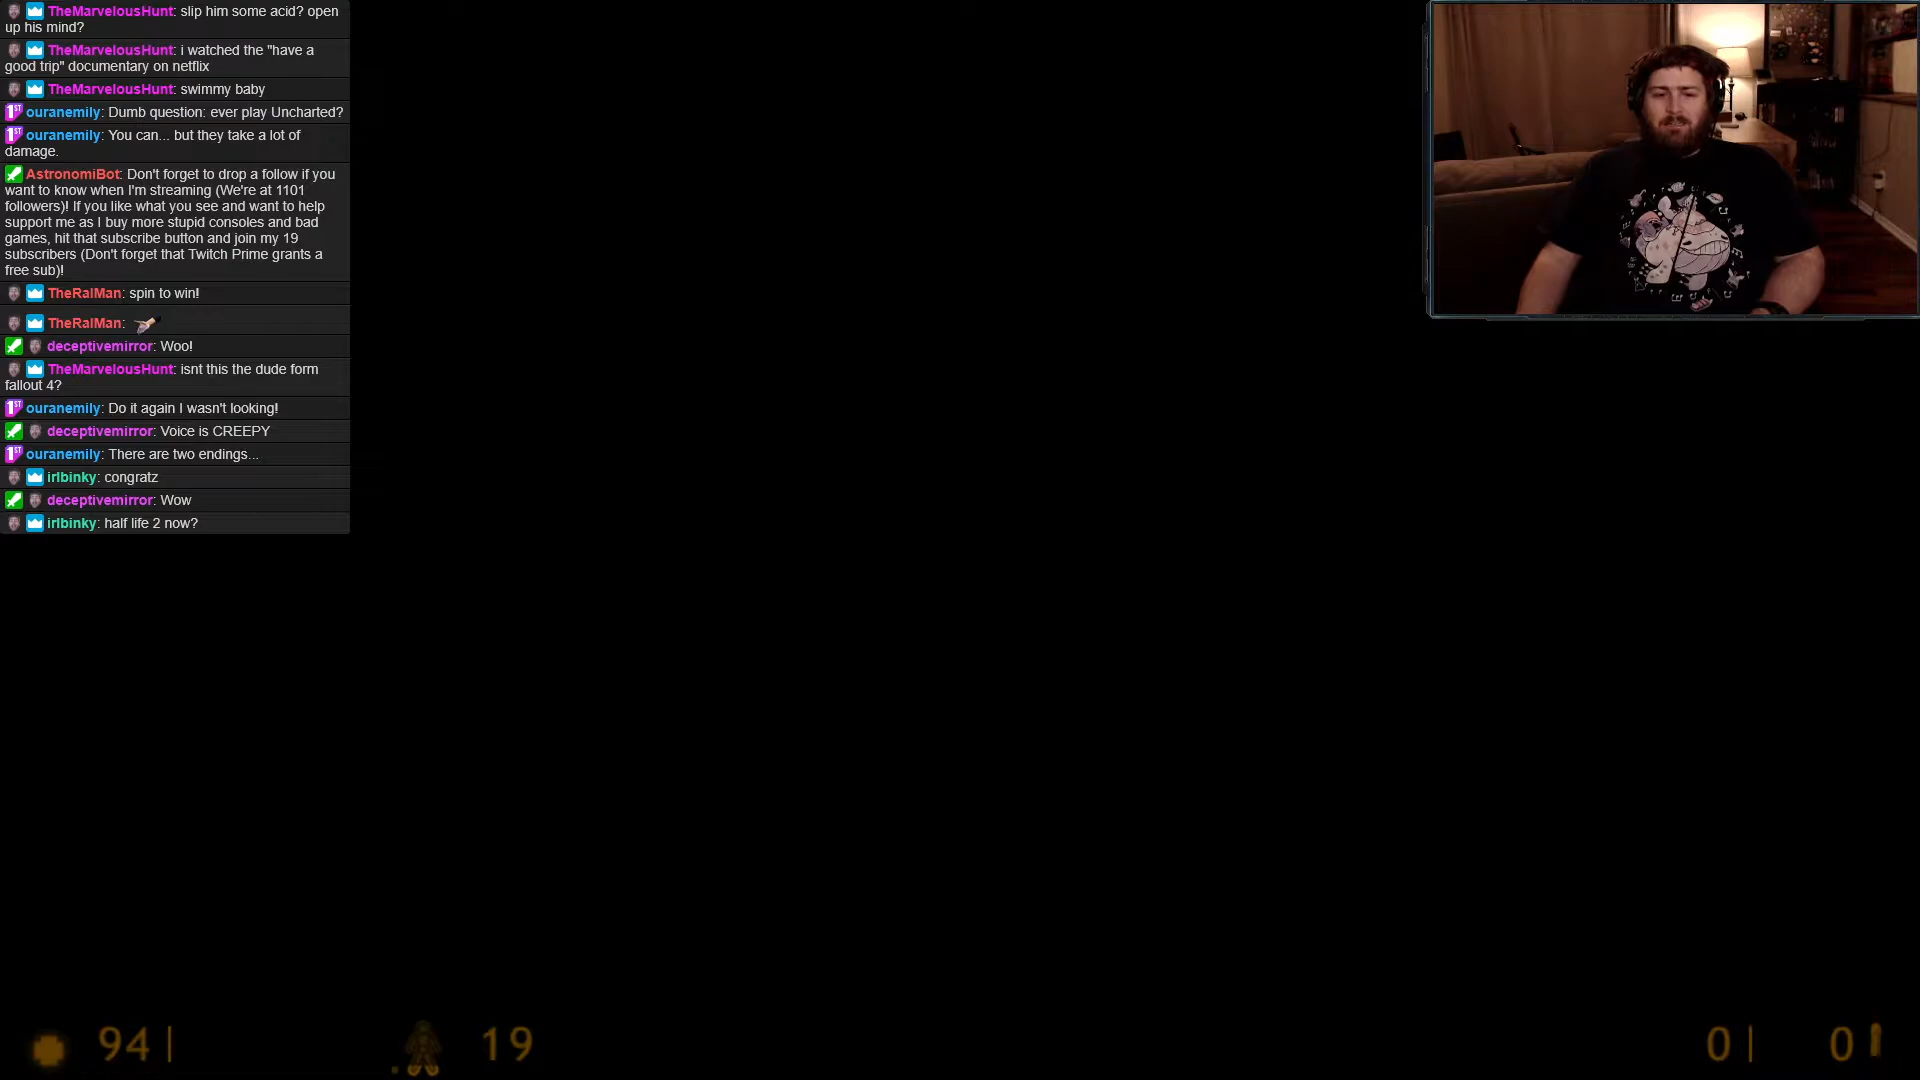 TheMarvelousHunt: slip him some acid? open
up his mind?
TheMarvelousHunt: i watched the "have a
good trip" documentary on netflix
TheMarvelousHunt: swimmy baby
1ST ouranemily: Dumb question: ever play Uncharted?
1ST ouranemily: You can... but they take a lot of
damage.
AstronomiBot: Don't forget to drop a follow if you
want to know when I'm streaming (We're at 1101
followers)! If you like what you see and want to help
support me as I buy more stupid consoles and bad
games, hit that subscribe button and join my 19
subscribers (Don't forget that Twitch Prime grants a
free sub)!
TheRalMan: spin to win!
TheRalMan:
deceptivemirror: Woo!
TheMarvelousHunt: isnt this the dude form
fallout 4?
1ST ouranemily: Do it again I wasn't looking!
deceptivemirror: Voice is CREEPY
1ST ouranemily: There are two endings...
irlbinky: congratz
deceptivemirror: Wow
irlbinky: half life 2 now?
94| 19 0| 0